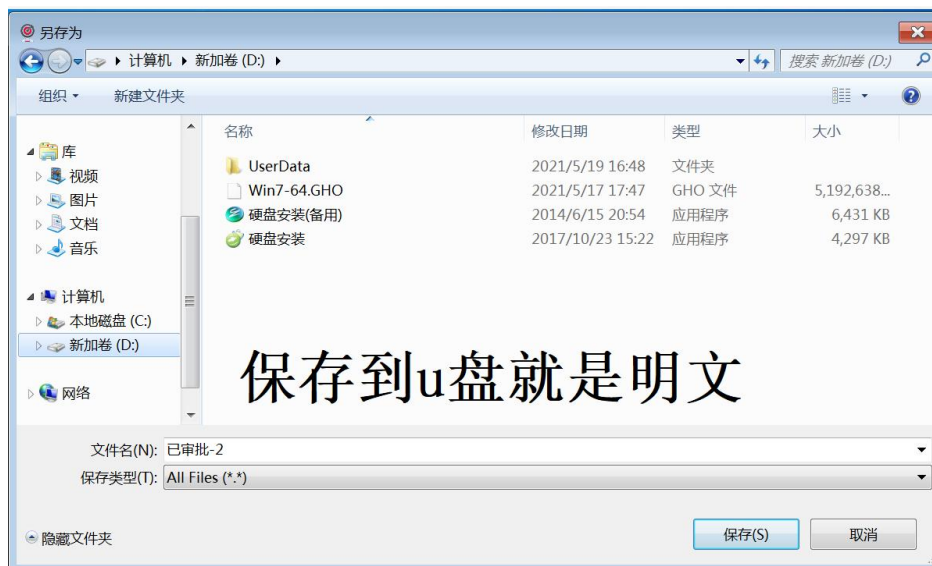 另存为
计算机 新加卷 (D:) 搜索 新加卷 (D:)
组织 新建文件夹
名称 修改日期 类型 大小
库
视频
图片
文档
音乐
计算机
本地磁盘 (C:)
新加卷 (D:)
网络
UserData 2021/5/19 16:48 文件夹
Win7-64.GHO 2021/5/17 17:47 GHO 文件 5,192,638...
硬盘安装(备用) 2014/6/15 20:54 应用程序 6,431 KB
硬盘安装 2017/10/23 15:22 应用程序 4,297 KB
保存到u盘就是明文
文件名(N): 已审批-2
保存类型(T): All Files (*.*)
隐藏文件夹 保存(S) 取消